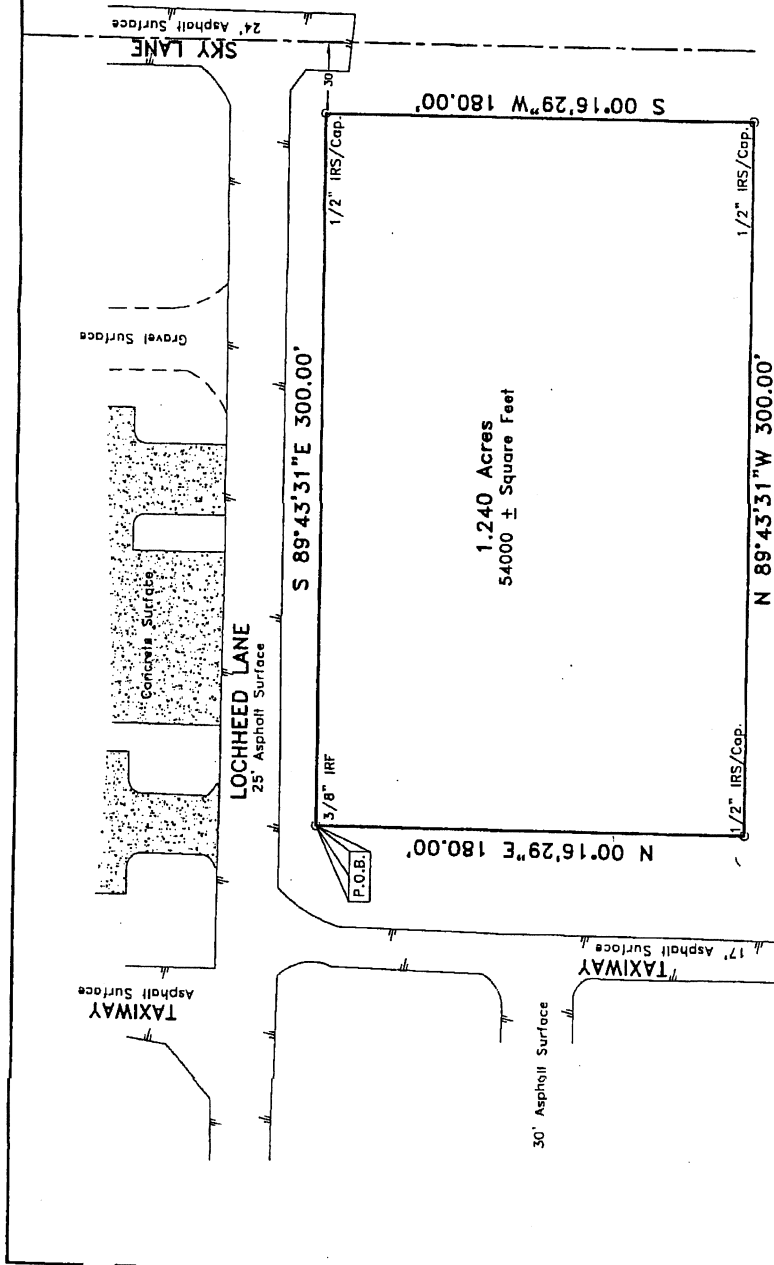 24' Asphalt Surface
SKY LANE
30
S 00°16'29"W 180.00'
1/2" IRS/Cap.
1/2" IRS/Cap.
Gravel Surface
S 89°43'31"E 300.00'
1.240 Acres
54000 ± Square Feet
N 89°43'31"W 300.00'
Concrete Surface
LOCHHEED LANE
25' Asphalt Surface
3/8" IRF
P.O.B.
1/2" IRS/Cap.
N 00°16'29"E 180.00'
TAXIWAY
Asphalt Surface
TAXIWAY
17' Asphalt Surface
30' Asphalt Surface